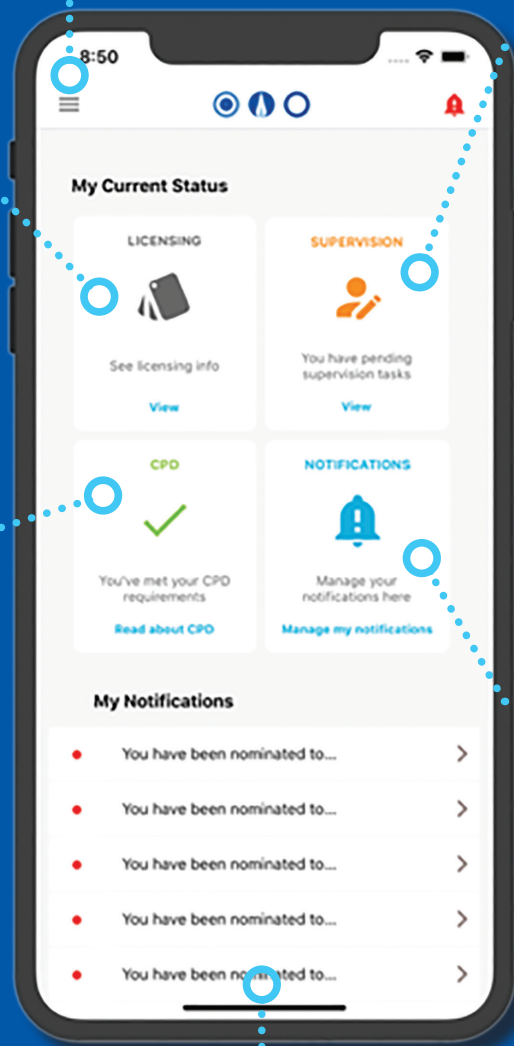 8:50
My Current Status
LICENSING
See licensing info
View
SUPERVISION
You have pending
supervision tasks
View
CPD
You've met your CPD
requirements
Read about CPD
NOTIFICATIONS
Manage your
notifications here
Manage my notifications
My Notifications
You have been nominated to...
You have been nominated to...
You have been nominated to...
You have been nominated to...
You have been nominated to...